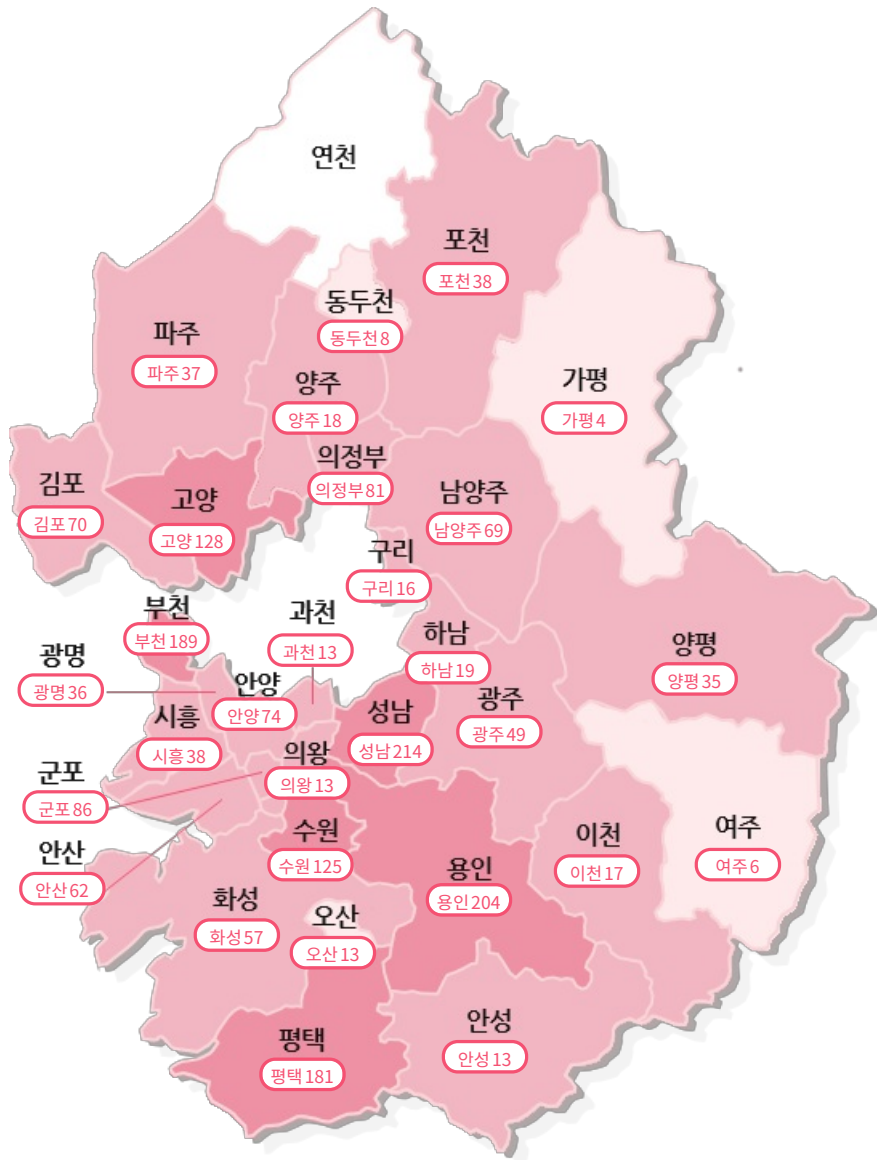 연천
포천
포천38
동두천
동두천8
파주
파주37
양주
양주18
가평
가평4
의정부
의정부81
김포
김포70
고양
고양128
남양주
남양주69
구리
구리16
부천
부천189
과천
과천13
하남
하남19
양평
양평35
광명
광명36
안양
안양74
시흥
시흥38
성남
성남214
광주
광주49
의왕
의왕13
군포
군포86
수원
수원125
이천
이천17
여주
여주6
안산
안산62
용인
용인204
화성
화성57
오산
오산13
안성
안성13
평택
평택181